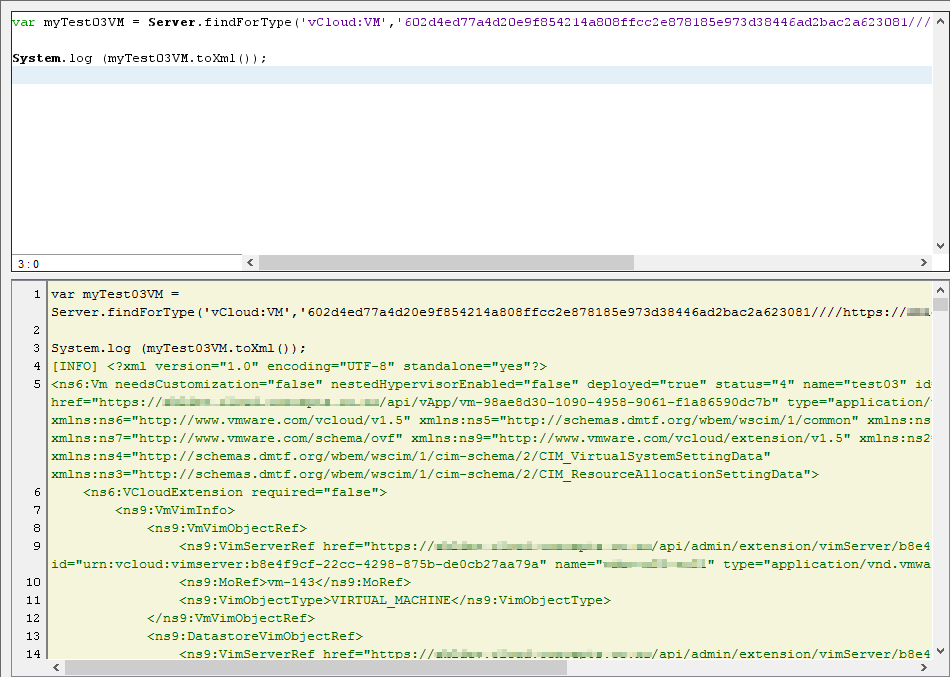 var myTest03VM = Server.findForType('vCloud:VM','602d4ed77a4d20e9f854214a808ffcc2e878185e973d38446ad2bac2a623081///
System.log (myTest03VM.toXml());
3:0
1 var myTest03VM =
Server.findForType('vCloud:VM','602d4ed77a4d20e9f854214a808ffcc2e878185e973d38446ad2bac2a623081////https://
2
3 System.log (myTest03VM.toXml());
4 [INFO] <?xml version="1.0" encoding="UTF-8" standalone="yes"?>
5 <ns6:Vm needsCustomization="false" nestedHypervisorEnabled="false" deployed="true" status="4" name="test03" id
href="https:// /api/vApp/vm-98ae8d30-1090-4958-9061-f1a86590dc7b" type="application/
xmlns:ns6="http://www.vmware.com/vcloud/v1.5" xmlns:ns5="http://schemas.dmtf.org/wbem/wscim/1/common" xmlns:ns
xmlns:ns7="http://www.vmware.com/schema/ovf" xmlns:ns9="http://www.vmware.com/vcloud/extension/v1.5" xmlns:ns2=
xmlns:ns4="http://schemas.dmtf.org/wbem/wscim/1/cim-schema/2/CIM_VirtualSystemSettingData"
xmlns:ns3="http://schemas.dmtf.org/wbem/wscim/1/cim-schema/2/CIM_ResourceAllocationSettingData">
6 <ns6:VCloudExtension required="false">
7 <ns9:VmVimInfo>
8 <ns9:VmVimObjectRef>
9 <ns9:VimServerRef href="https:// /api/admin/extension/vimServer/b8e4
id="urn:vcloud:vimserver:b8e4f9cf-22cc-4298-875b-de0cb27aa79a" name=" " type="application/vnd.vmwa
10 <ns9:MoRef>vm-143</ns9:MoRef>
11 <ns9:VimObjectType>VIRTUAL_MACHINE</ns9:VimObjectType>
12 </ns9:VmVimObjectRef>
13 <ns9:DatastoreVimObjectRef>
14 <ns9:VimServerRef href="https:// /api/admin/extension/vimServer/b8e4